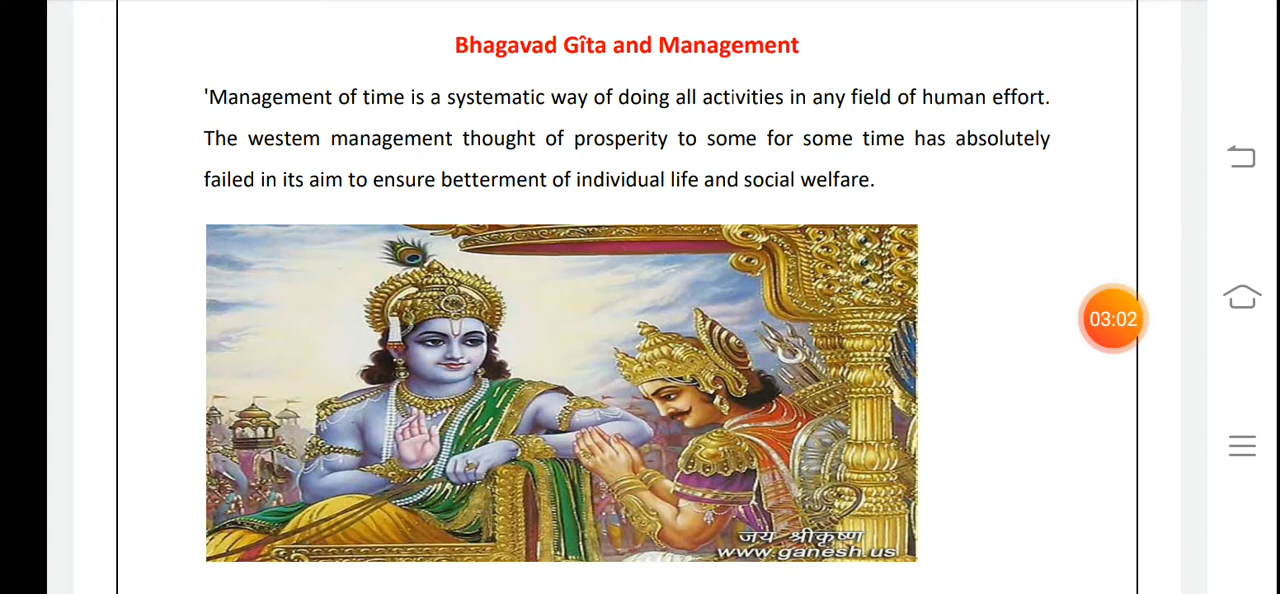 Bhagavad Gîta and Management
'Management of time is a systematic way of doing all activities in any field of human effort.
The westem management thought of prosperity to some for some time has absolutely
failed in its aim to ensure betterment of individual life and social welfare.
03:02
जय श्रीकृष्ण
www.ganesh.us